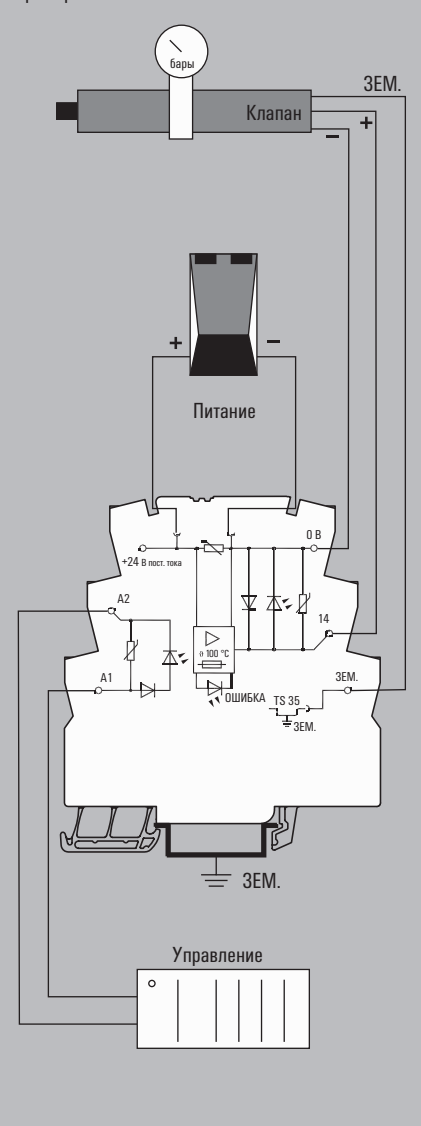 бары
ЗЕМ.
Клапан
+
–
+
–
Питание
0 В
+24 В пост. тока
A2
14
ϑ 100 °C
A1
ОШИБКА
TS 35
ЗЕМ.
ЗЕМ.
ЗЕМ.
Управление